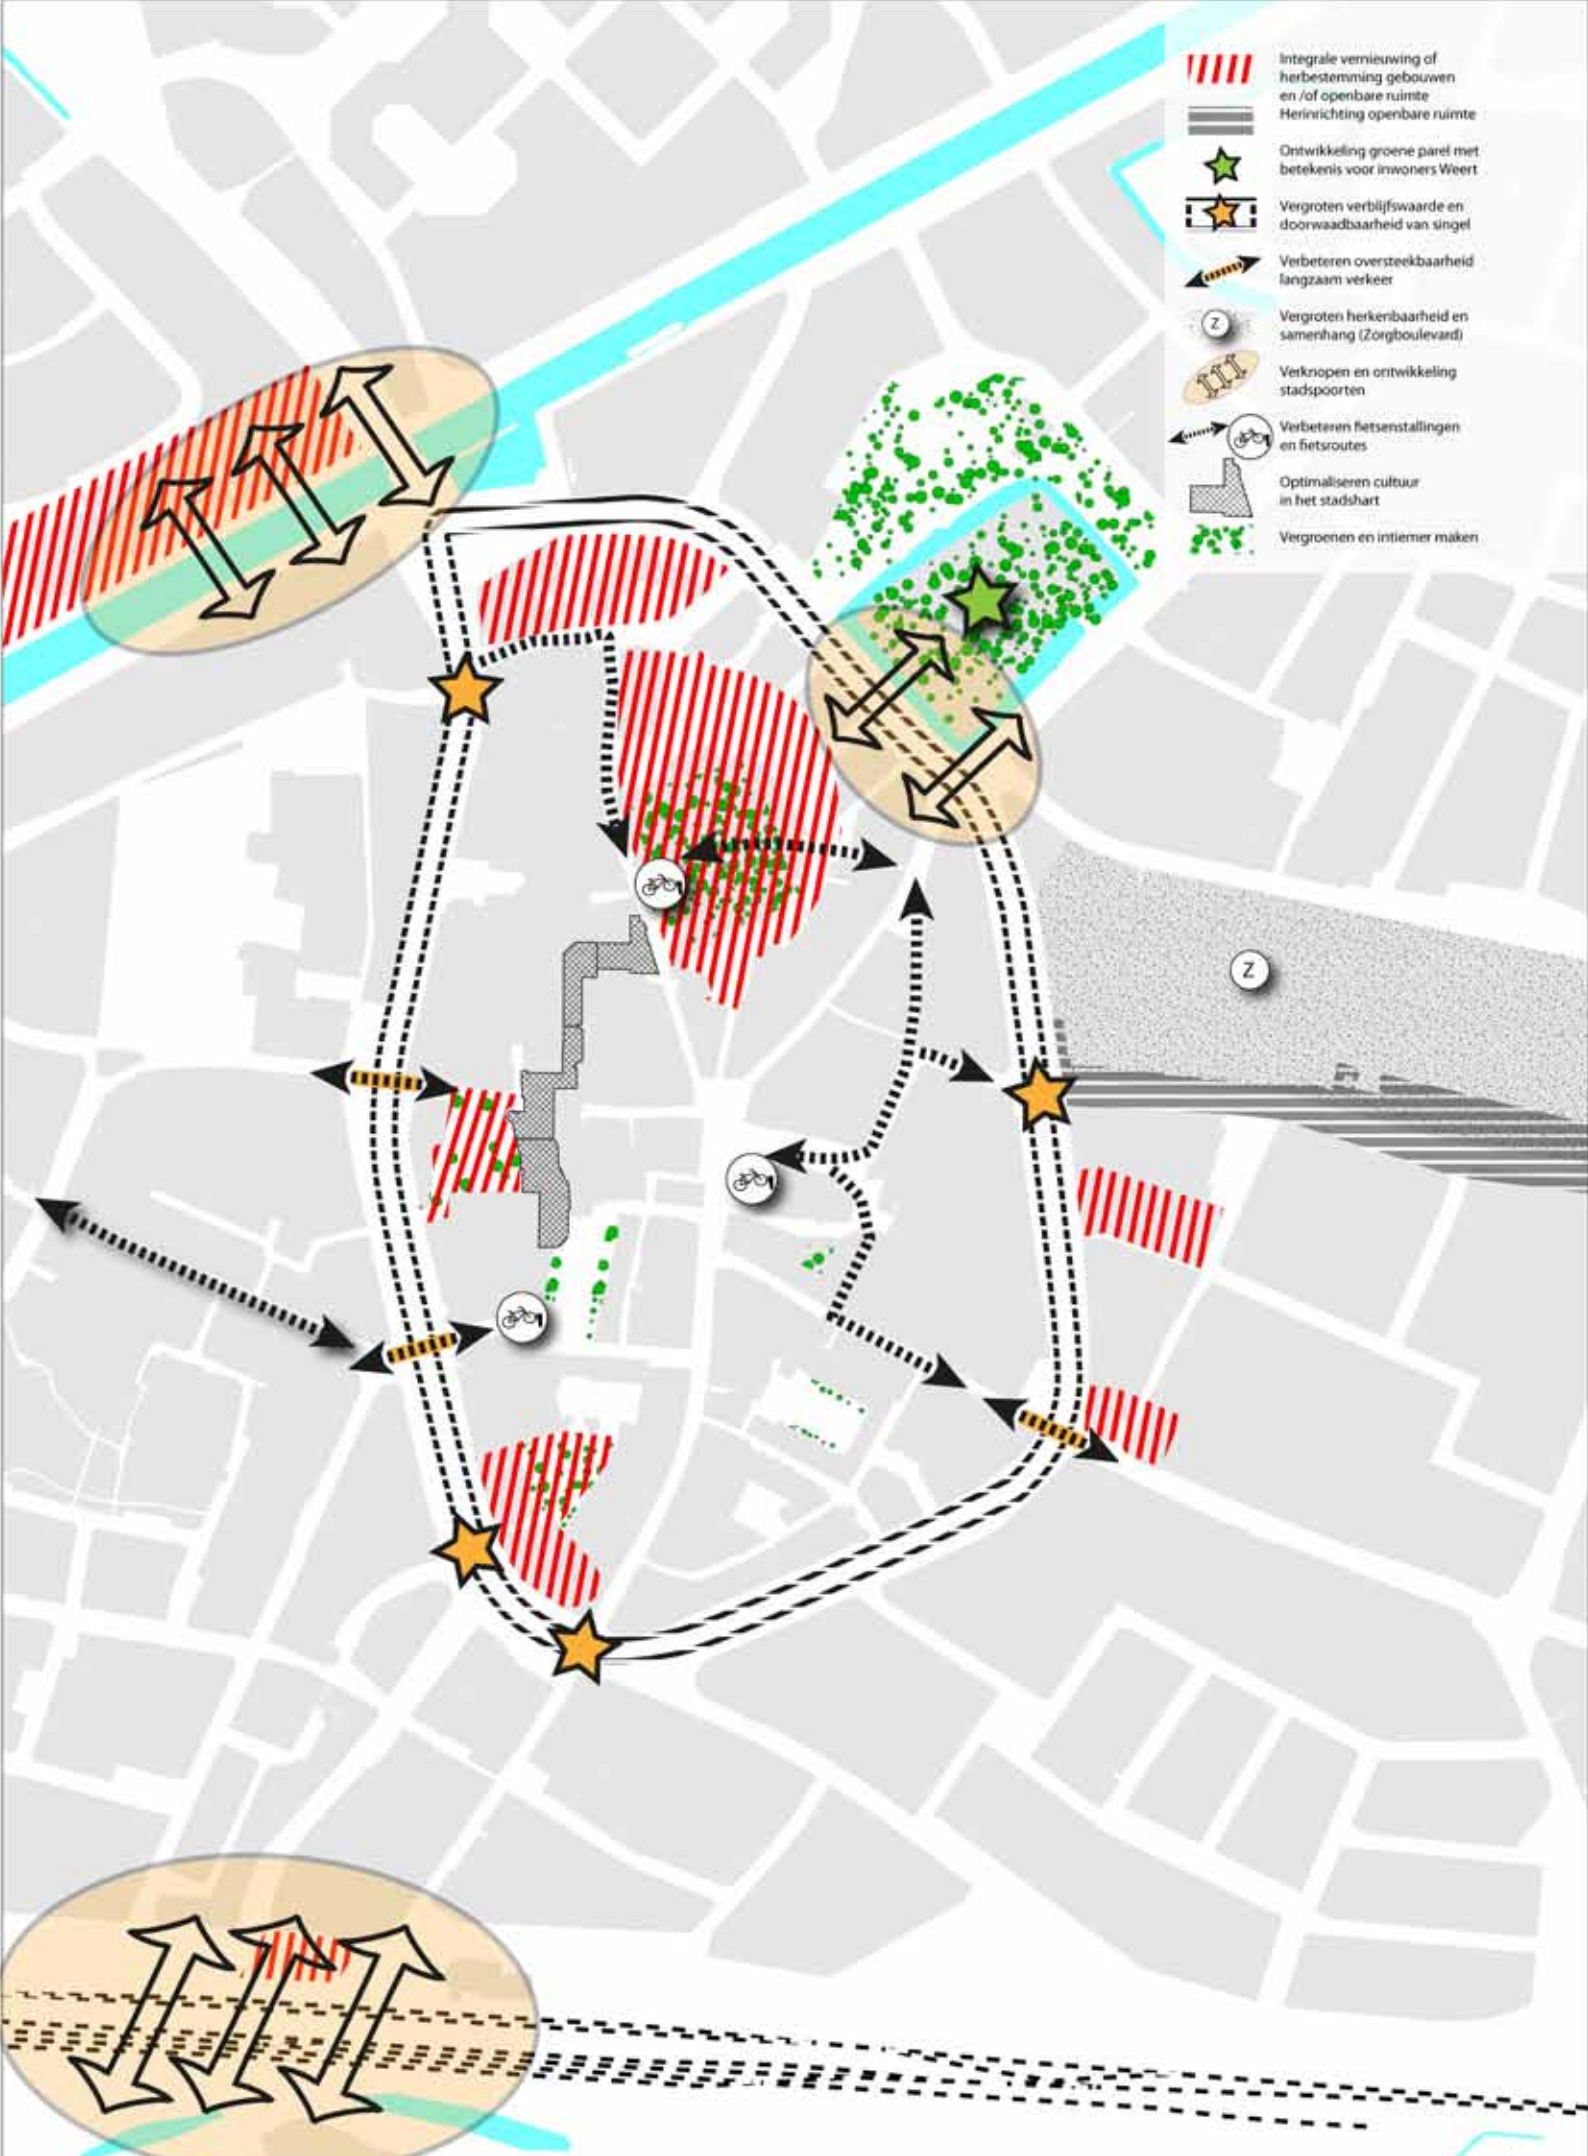 Integrale vernieuwing of
herbestemming gebouwen
en /of openbare ruimte
Herinrichting openbare ruimte
Ontwikkeling groene parel met
betekenis voor inwoners Weert
Vergroten verblijfswaarde en
doorwaadbaarheid van singel
Verbeteren oversteekbaarheid
langzaam verkeer
Z
Vergroten herkenbaarheid en
samenhang (Zorgboulevard)
Verknopen en ontwikkeling
stadspoorten
Verbeteren fietsenstallingen
en fietsroutes
Optimaliseren cultuur
in het stadshart
Vergroenen en intiemer maken
Z